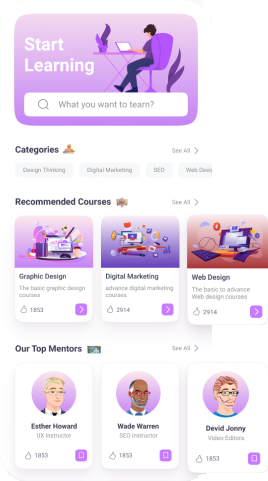 Start
Learning
What you want to tearn?
Categories
See All
Design Thinking
Digital Marketing
SEO
Web Desig
Recommended Courses
See All
Graphic Design
The basic graphic design
courses
1853
Digital Marketing
advance digital marketing
courses
2914
Web Design
The basic to advance
Web design courses
2914
Our Top Mentors
See All
Esther Howard
UX Instructor
1853
Wade Warren
SEO Instructor
1853
Devid Jonny
Video Editors
1853